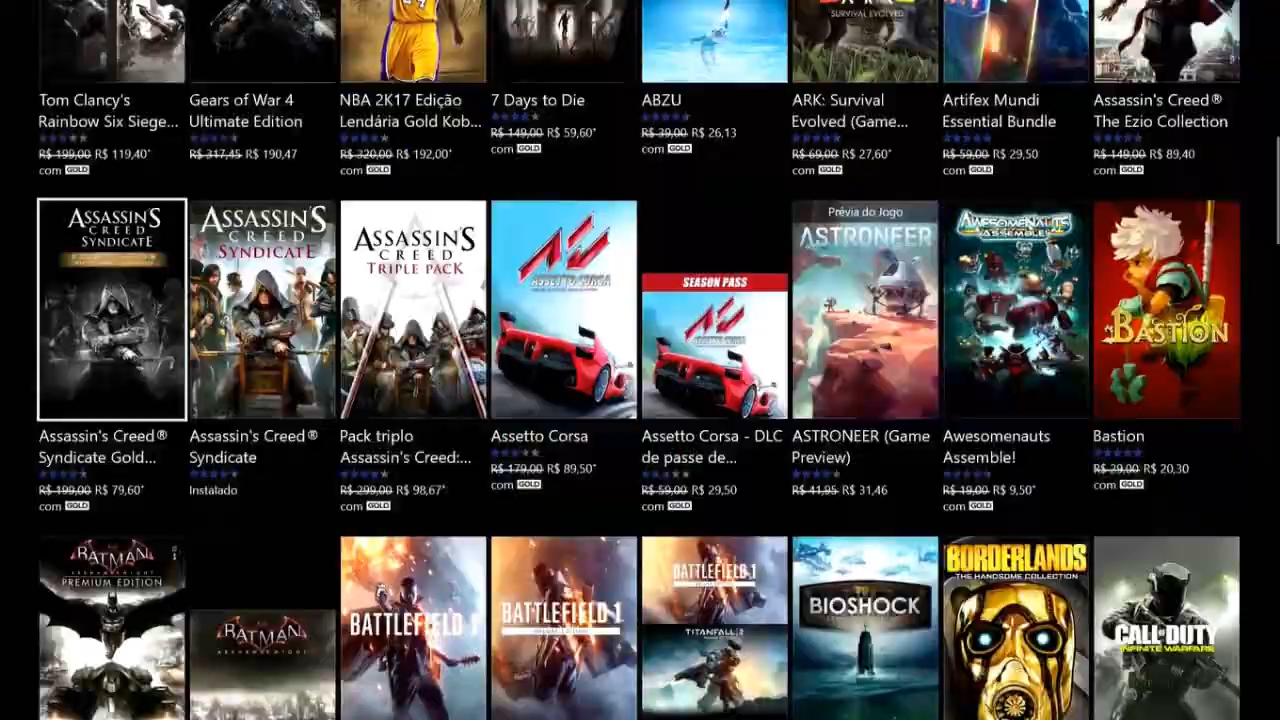 24
SURVIVAL EVOLVED
Tom Clancy's
Rainbow Six Siege...
R$ 199,00 R$ 119,40*
com GOLD
Gears of War 4
Ultimate Edition
R$ 317,45 R$ 190,47
NBA 2K17 Edição
Lendária Gold Kob...
R$ 320,00 R$ 192,00*
com GOLD
7 Days to Die
R$ 149,00 R$ 59,60*
com GOLD
ABZU
R$ 39,00 R$ 26,13
com GOLD
ARK: Survival
Evolved (Game...
R$ 69,00 R$ 27,60*
com GOLD
Artifex Mundi
Essential Bundle
R$ 59,00 R$ 29,50
com GOLD
Assassin's Creed®
The Ezio Collection
R$ 149,00 R$ 89,40
com GOLD
ASSASSIN'S
CREED
SYNDICATE
Assassin's Creed®
Syndicate Gold...
R$ 199,00 R$ 79,60*
com GOLD
ASSASSIN'S
CREED
SYNDICATE
Assassin's Creed®
Syndicate
Instalado
ASSASSIN'S
CREED
TRIPLE PACK
Pack triplo
Assassin's Creed:...
R$ 299,00 R$ 98,67*
com GOLD
ASSETTO CORSA
Assetto Corsa
R$ 179,00 R$ 89,50*
com GOLD
SEASON PASS
Assetto Corsa - DLC
de passe de...
R$ 59,00 R$ 29,50
com GOLD
Prévia do Jogo
ASTRONEER
ASTRONEER (Game
Preview)
R$ 41,95 R$ 31,46
AWESOMENAUTS
ASSEMBLE!
Awesomenauts
Assemble!
R$ 19,00 R$ 9,50*
com GOLD
BASTION
Bastion
R$ 29,00 R$ 20,30
com GOLD
BATMAN
PREMIUM EDITION
BATMAN
BATTLEFIELD 1
BATTLEFIELD 1
BATTLEFIELD 1
TITANFALL 2
BIOSHOCK
BORDERLANDS
THE HANDSOME COLLECTION
CALL OF DUTY
INFINITE WARFARE